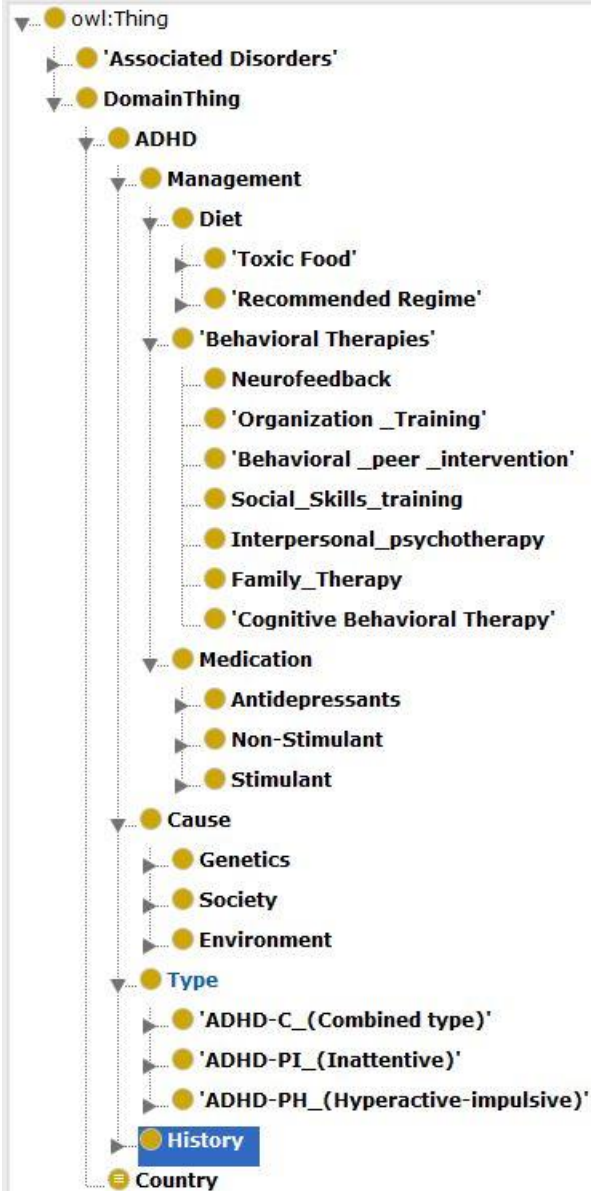 owl:Thing
'Associated Disorders'
DomainThing
ADHD
Management
Diet
'Toxic Food'
'Recommended Regime'
'Behavioral Therapies'
Neurofeedback
'Organization _Training'
'Behavioral _peer _intervention'
Social_Skills_training
Interpersonal_psychotherapy
Family_Therapy
'Cognitive Behavioral Therapy'
Medication
Antidepressants
Non-Stimulant
Stimulant
Cause
Genetics
Society
Environment
Type
'ADHD-C_(Combined type)'
'ADHD-PI_(Inattentive)'
'ADHD-PH_(Hyperactive-impulsive)'
History
Country